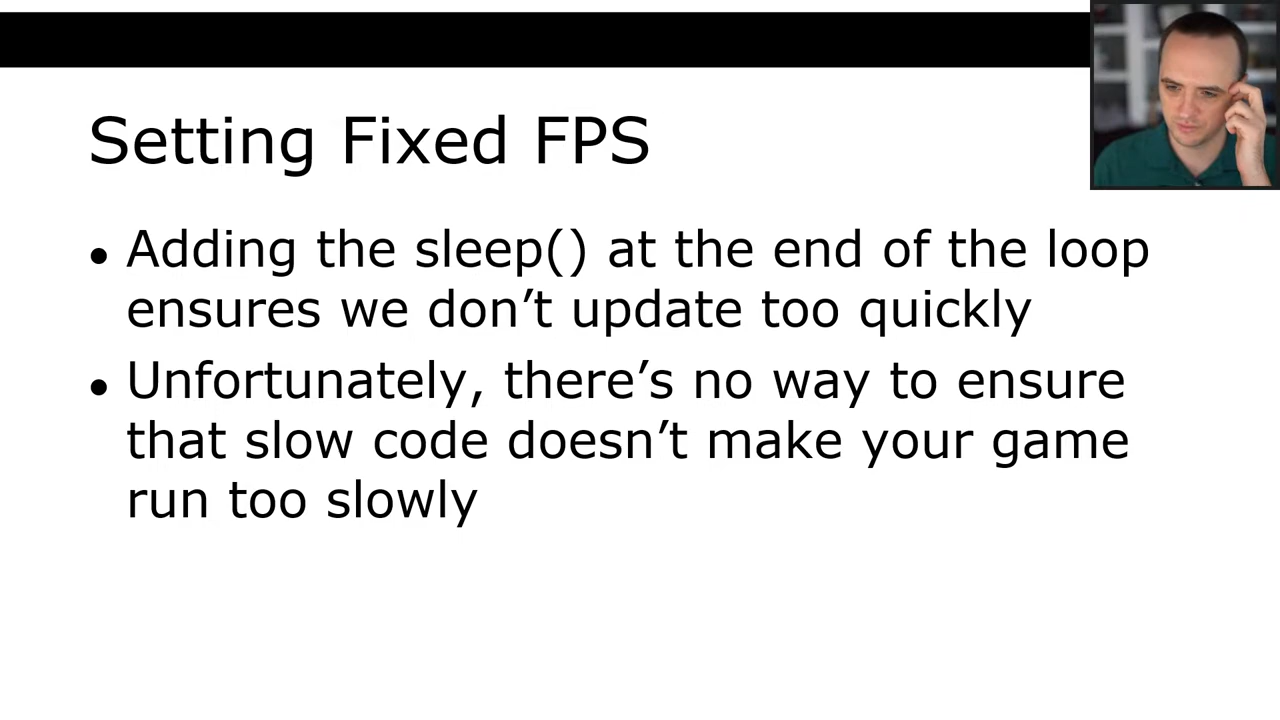 Setting Fixed FPS
• Adding the sleep() at the end of the loop
ensures we don’t update too quickly
• Unfortunately, there’s no way to ensure
that slow code doesn’t make your game
run too slowly